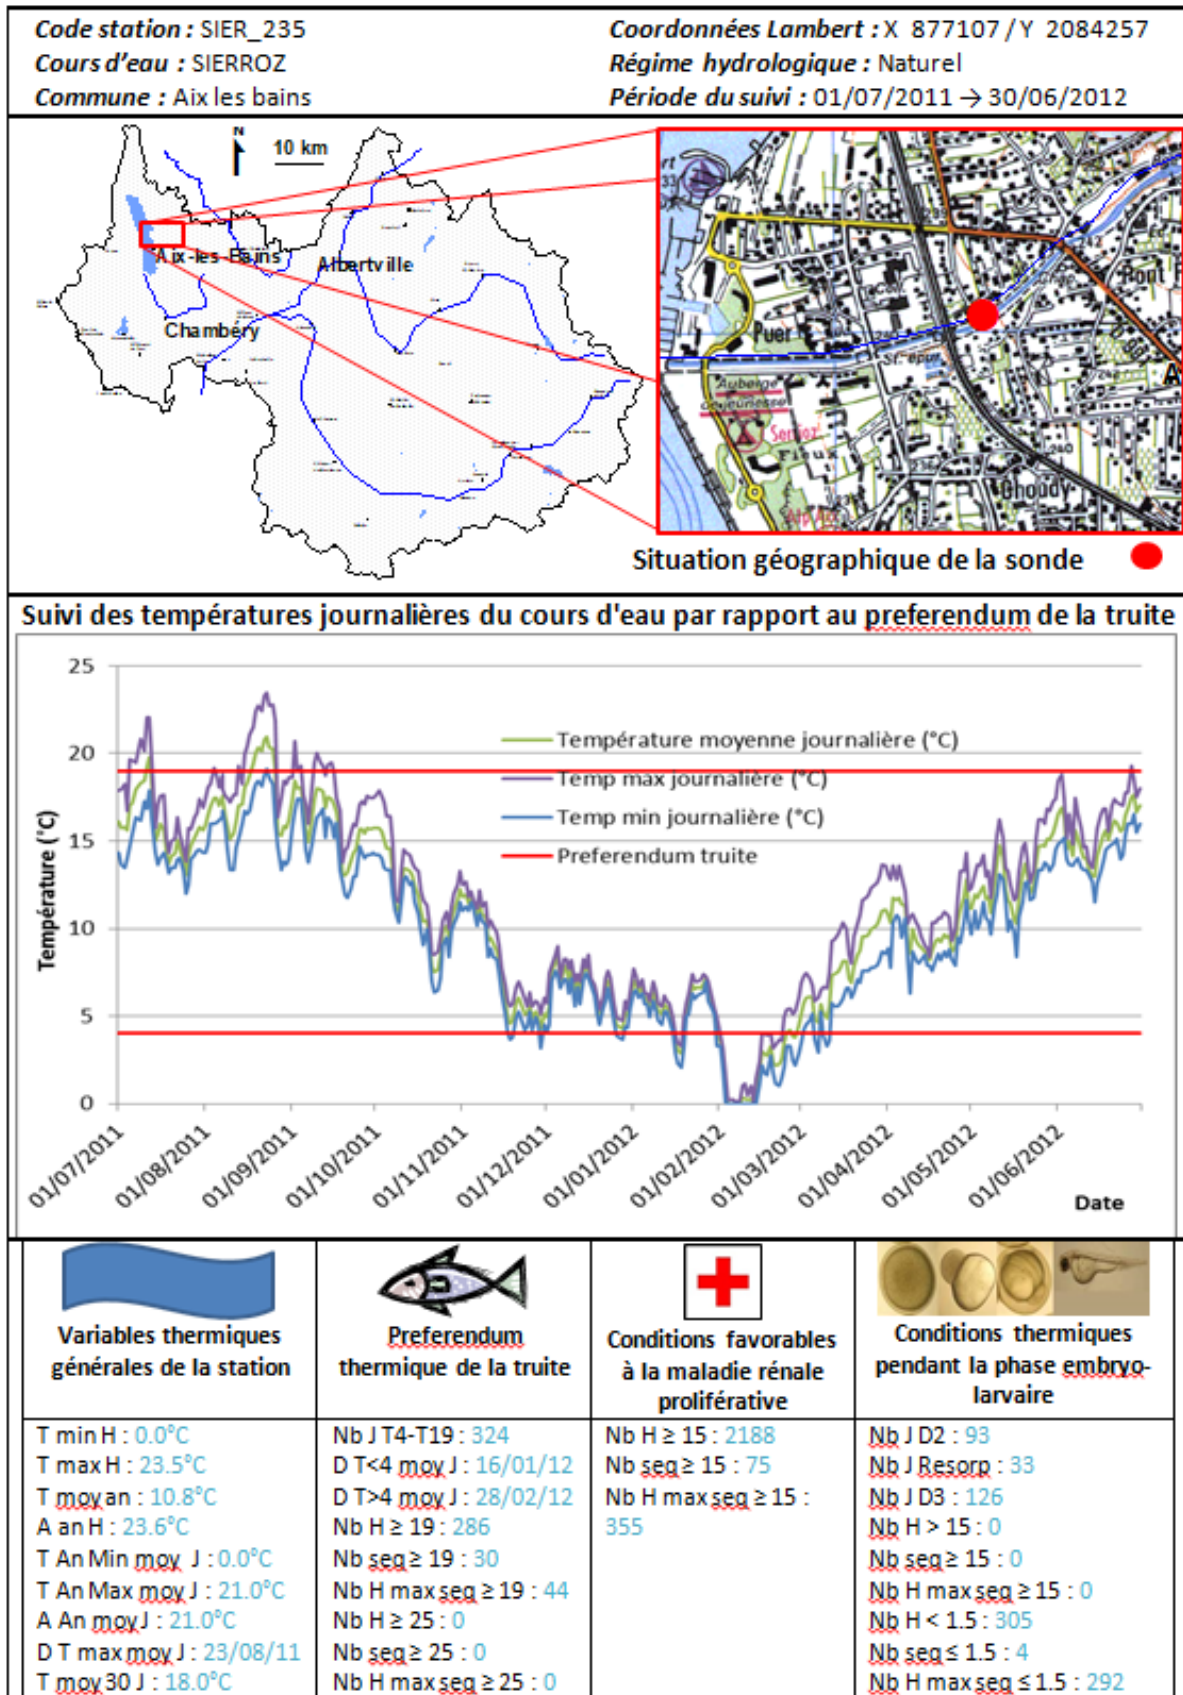 Code station : SIER_235
Coordonnées Lambert : X 877107 / Y 2084257
Cours d'eau : SIERROZ
Régime hydrologique : Naturel
Commune : Aix les bains
Période du suivi : 01/07/2011 → 30/06/2012
N
10 km
Aix-les-Bains
Albertville
Chambéry
Puer
Auberge
de jeunesse
Sierroz
Fieux
Choudy
Pont
240
A
Situation géographique de la sonde
Suivi des températures journalières du cours d'eau par rapport au preferendum de la truite
Température (°C)
25
20
15
10
5
0
Température moyenne journalière (°C)
Temp max journalière (°C)
Temp min journalière (°C)
Preferendum truite
01/07/2011
01/08/2011
01/09/2011
01/10/2011
01/11/2011
01/12/2011
01/01/2012
01/02/2012
01/03/2012
01/04/2012
01/05/2012
01/06/2012
Date
Variables thermiques
générales de la station
T min H : 0.0°C
T max H : 23.5°C
T moy an : 10.8°C
A an H : 23.6°C
T An Min moy J : 0.0°C
T An Max moy J : 21.0°C
A An moy J : 21.0°C
D T max moy J : 23/08/11
T moy 30 J : 18.0°C
Preferendum
thermique de la truite
Nb J T4-T19 : 324
D T<4 moy J : 16/01/12
D T>4 moy J : 28/02/12
Nb H ≥ 19 : 286
Nb seq ≥ 19 : 30
Nb H max seq ≥ 19 : 44
Nb H ≥ 25 : 0
Nb seq ≥ 25 : 0
Nb H max seq ≥ 25 : 0
Conditions favorables
à la maladie rénale
proliférative
Nb H ≥ 15 : 2188
Nb seq ≥ 15 : 75
Nb H max seq ≥ 15 :
355
Conditions thermiques
pendant la phase embryo-
larvaire
Nb J D2 : 93
Nb J Resorp : 33
Nb J D3 : 126
Nb H > 15 : 0
Nb seq ≥ 15 : 0
Nb H max seq ≥ 15 : 0
Nb H < 1.5 : 305
Nb seq ≤ 1.5 : 4
Nb H max seq ≤ 1.5 : 292